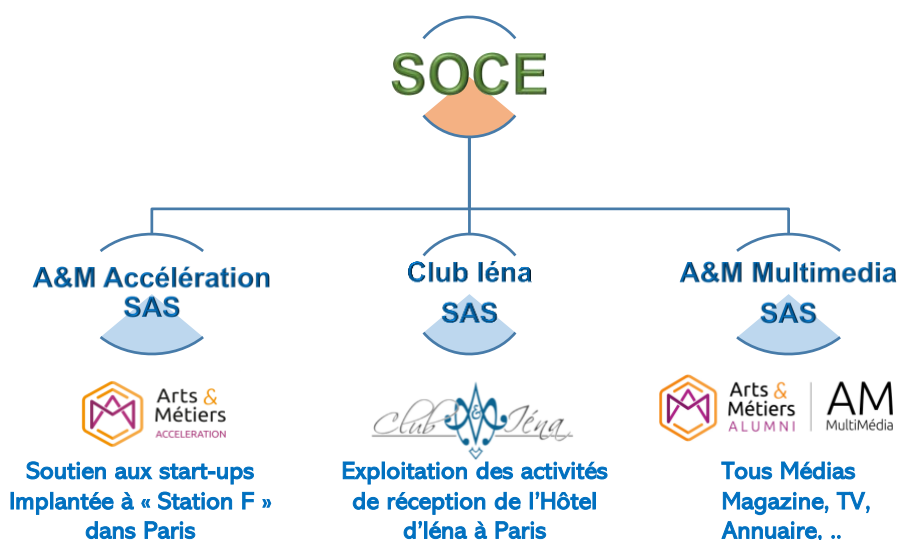 SOCE
A&M Accélération
SAS
Club Iéna
SAS
A&M Multimedia
SAS
Arts &
Métiers
ACCELERATION
Club & Iéna
Arts &
Métiers
ALUMNI
AM
MultiMédia
Soutien aux start-ups
Implantée à « Station F »
dans Paris
Exploitation des activités
de réception de l'Hôtel
d'Iéna à Paris
Tous Médias
Magazine, TV,
Annuaire, ..